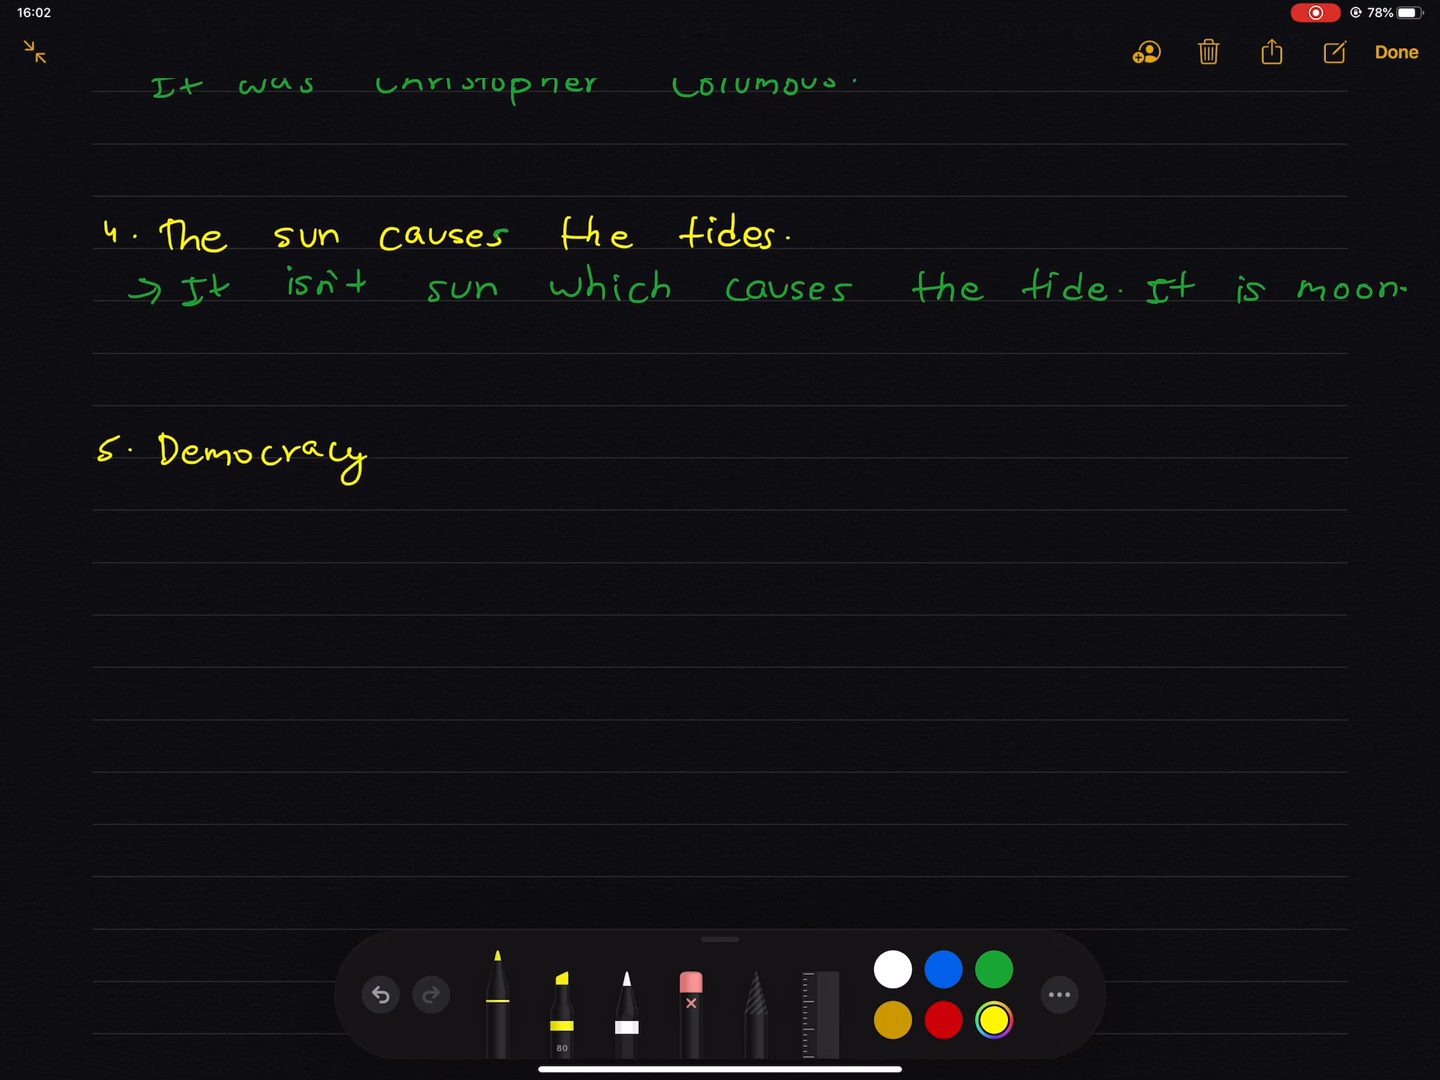 16:02
78%
Done
It was Christopher Columbus.
4. The sun causes the tides.
→ It isn't sun which causes the tide. It is moon.
5. Democracy
80